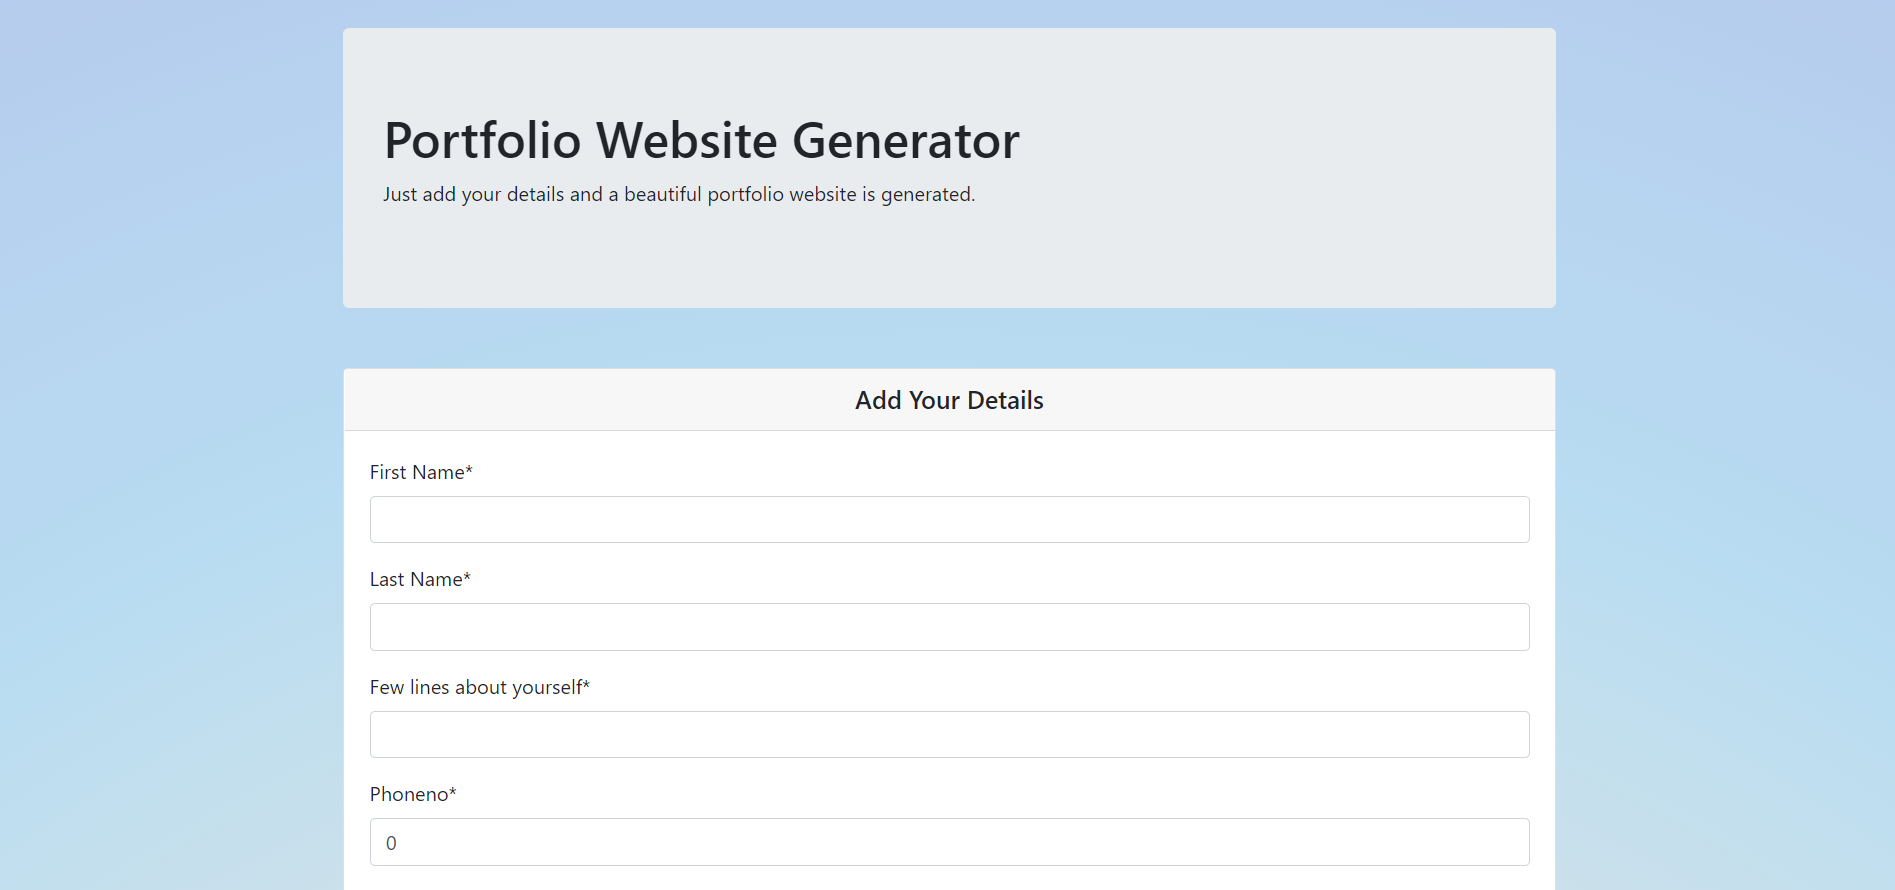 Portfolio Website Generator
Just add your details and a beautiful portfolio website is generated.
Add Your Details
First Name*
Last Name*
Few lines about yourself*
Phoneno*
0